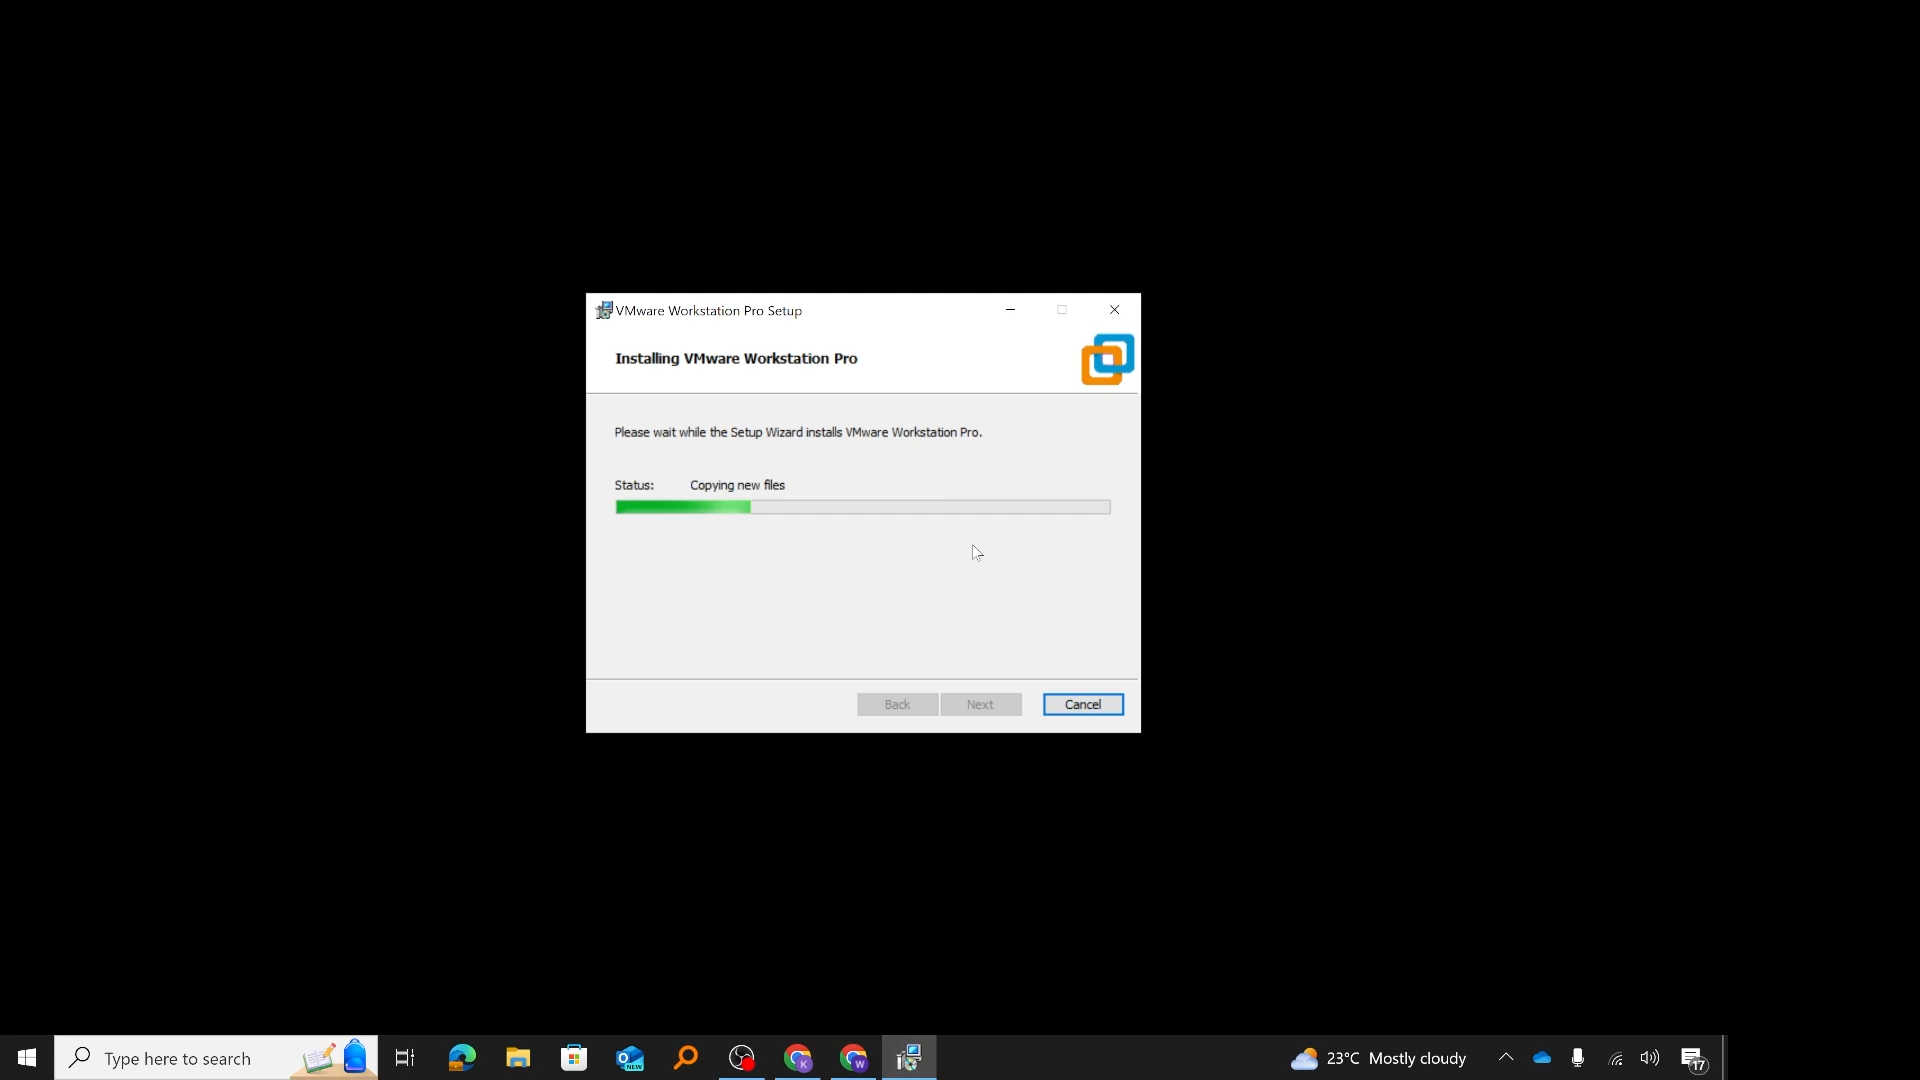 VMware Workstation Pro Setup
Installing VMware Workstation Pro
Please wait while the Setup Wizard installs VMware Workstation Pro.
Status: Copying new files
Back Next Cancel
Type here to search
NEW
K
W
23°C Mostly cloudy
17